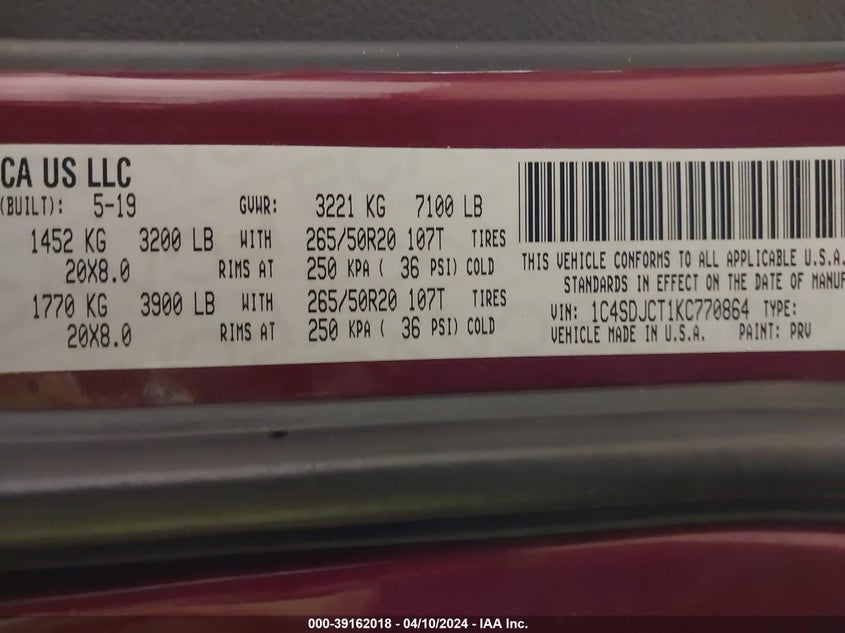 CA US LLC
(BUILT): 5-19 GVWR: 3221 KG 7100 LB
1452 KG 3200 LB WITH 265/50R20 107T TIRES
20X8.0 RIMS AT 250 KPA ( 36 PSI) COLD
1770 KG 3900 LB WITH 265/50R20 107T TIRES
20X8.0 RIMS AT 250 KPA ( 36 PSI) COLD
THIS VEHICLE CONFORMS TO ALL APPLICABLE U.S.A.
STANDARDS IN EFFECT ON THE DATE OF MANUF
VIN: 1C4SDJCT1KC770864 TYPE:
VEHICLE MADE IN U.S.A. PAINT: PRV
000-39162018 - 04/10/2024 - IAA Inc.